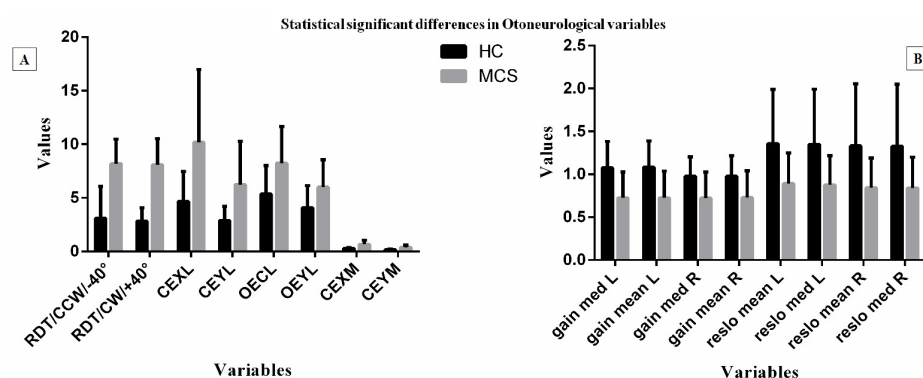 Statistical significant differences in Otoneurological variables
A
Values
20
15
10
5
0
RDT/CCW/-40°
RDT/CW/+40°
CEXL
CEYL
OECL
OEYL
CEXM
CEYM
Variables
HC
MCS
B
Values
2.5
2.0
1.5
1.0
0.5
0.0
gain med L
gain mean L
gain med R
gain mean R
reslo mean L
reslo med L
reslo mean R
reslo med R
Variables